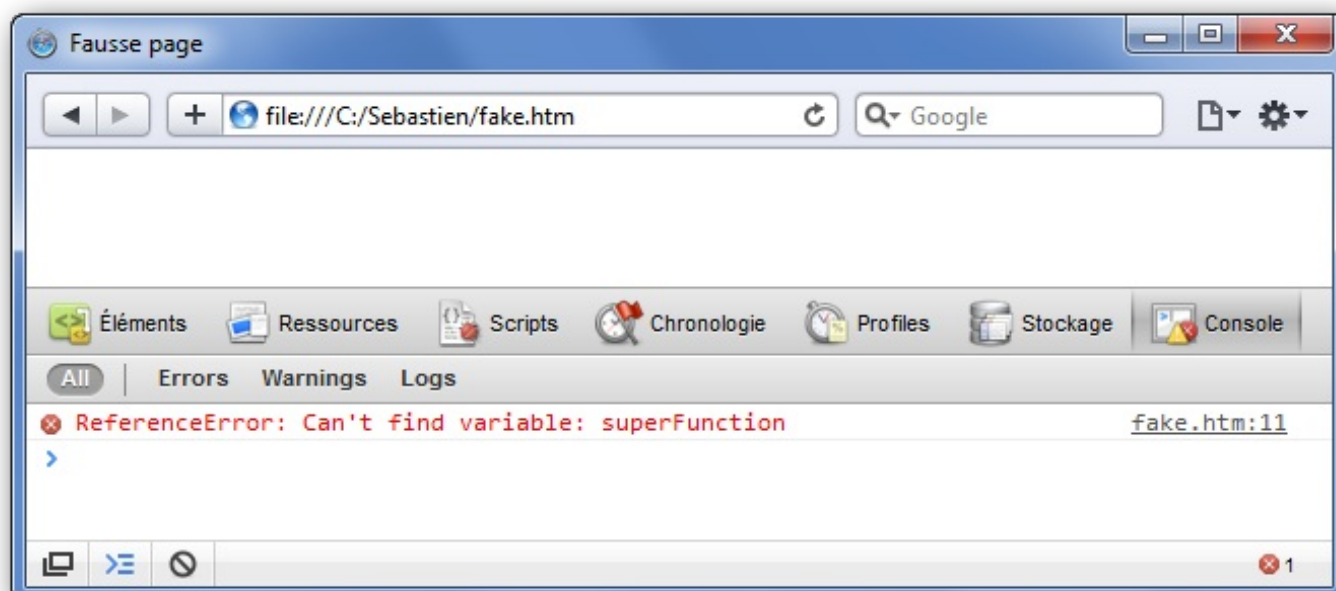 Fausse page
file:///C:/Sebastien/fake.htm Google
Éléments Ressources Scripts Chronologie Profiles Stockage Console
All Errors Warnings Logs
ReferenceError: Can't find variable: superFunction fake.htm:11
1